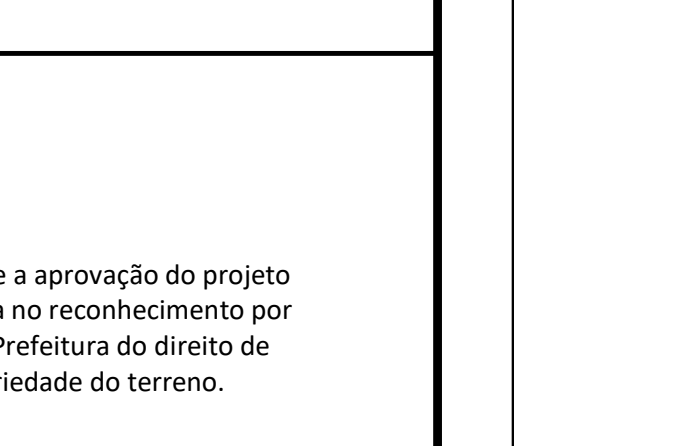 e a aprovação do projeto
a no reconhecimento por
Prefeitura do direito de
riedade do terreno.